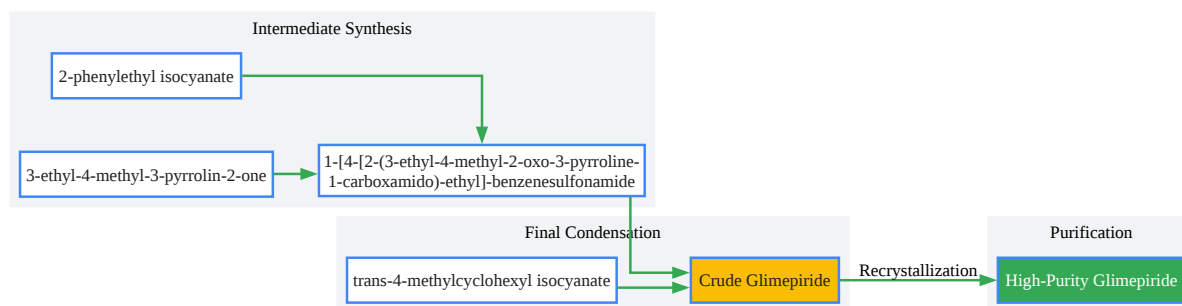 Intermediate Synthesis
2-phenylethyl isocyanate
3-ethyl-4-methyl-3-pyrrolin-2-one
1-[4-[2-(3-ethyl-4-methyl-2-oxo-3-pyrroline-
1-carboxamido)-ethyl]-benzenesulfonamide
Final Condensation
trans-4-methylcyclohexyl isocyanate
Crude Glimepiride
Recrystallization
Purification
High-Purity Glimepiride